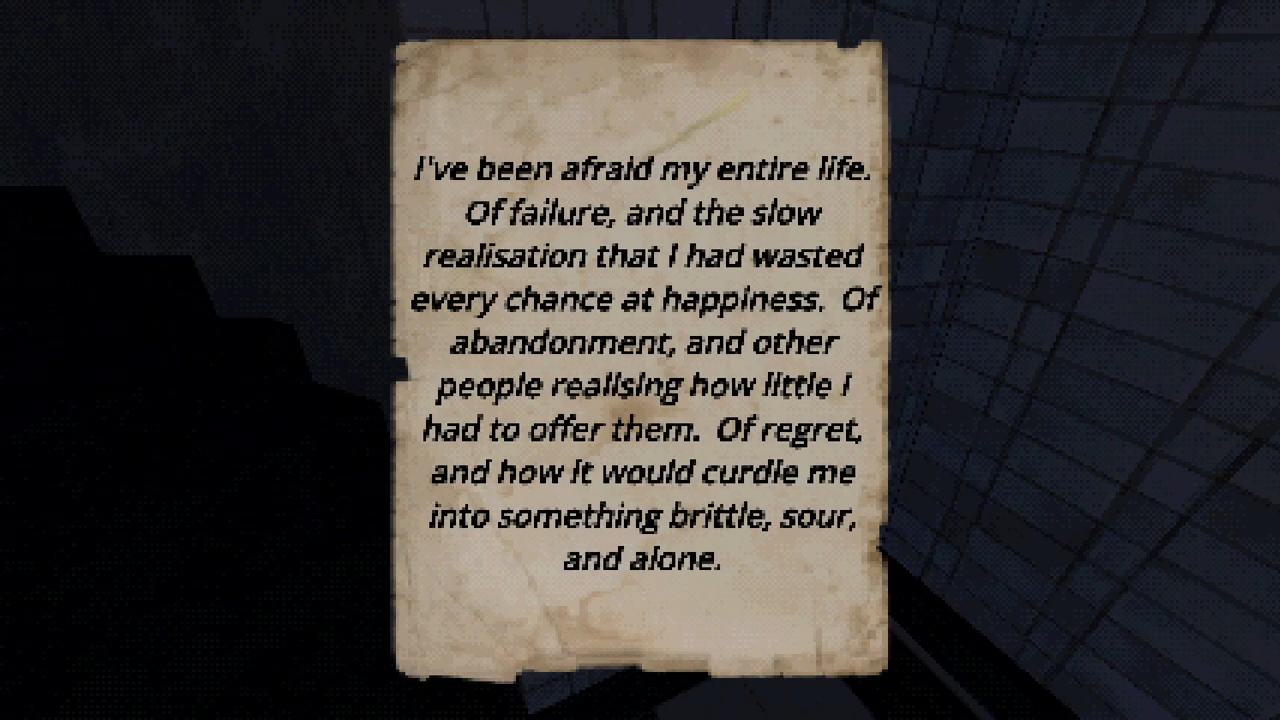 I've been afraid my entire life.
Of failure, and the slow
realisation that I had wasted
every chance at happiness.  Of
abandonment, and other
people realising how little I
had to offer them.  Of regret,
and how it would curdle me
into something brittle, sour,
and alone.